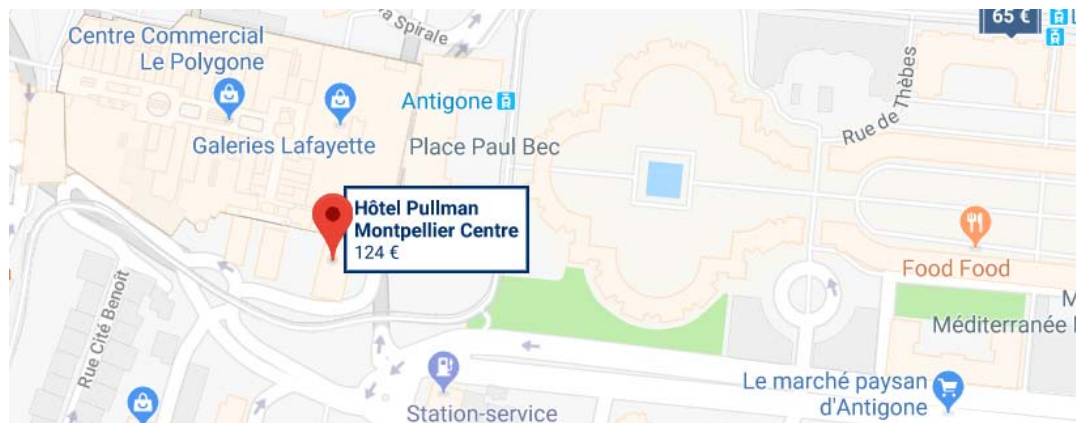 65 €
a Spirale
Centre Commercial
Le Polygone
Rue de Thèbes
Antigone
Galeries Lafayette
Place Paul Bec
Hôtel Pullman
Montpellier Centre
124 €
Food Food
Rue Cité Benoît
Méditerranée
Le marché paysan
d'Antigone
Station-service